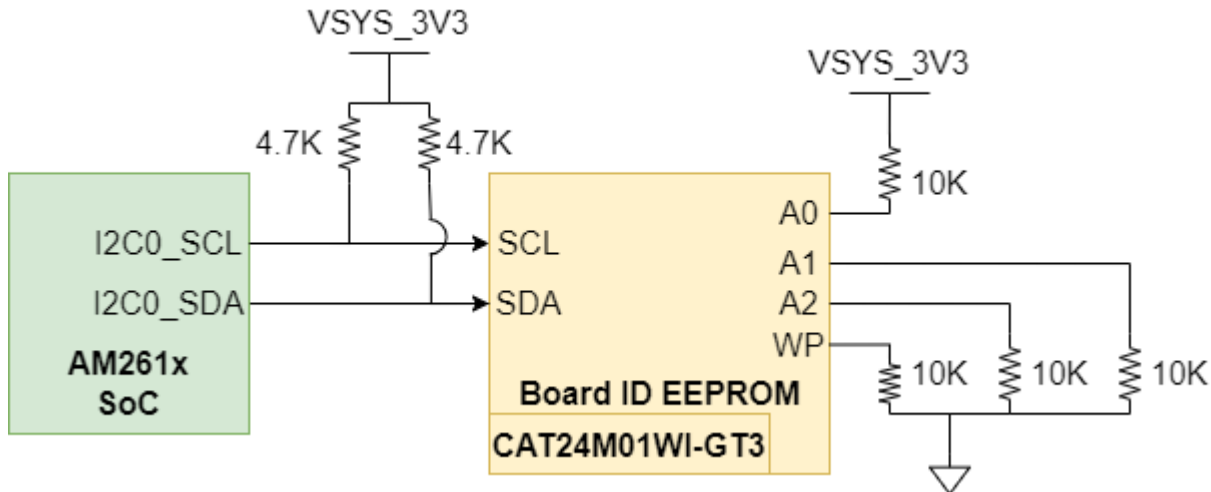 VSYS_3V3
VSYS_3V3
4.7K
4.7K
10K
I2C0_SCL
I2C0_SDA
AM261x
SoC
SCL
SDA
A0
A1
A2
WP
Board ID EEPROM
CAT24M01WI-GT3
10K
10K
10K